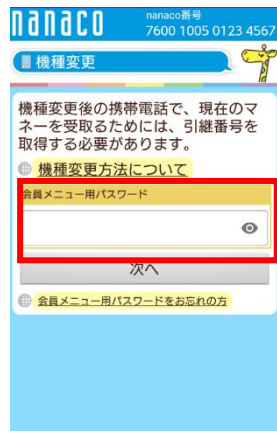 nanaco
nanaco番号
7600 1005 0123 4567
機種変更
機種変更後の携帯電話で、現在のマ
ネーを受取るためには、引継番号を
取得する必要があります。
機種変更方法について
会員メニュー用パスワード
次へ
会員メニュー用パスワードをお忘れの方